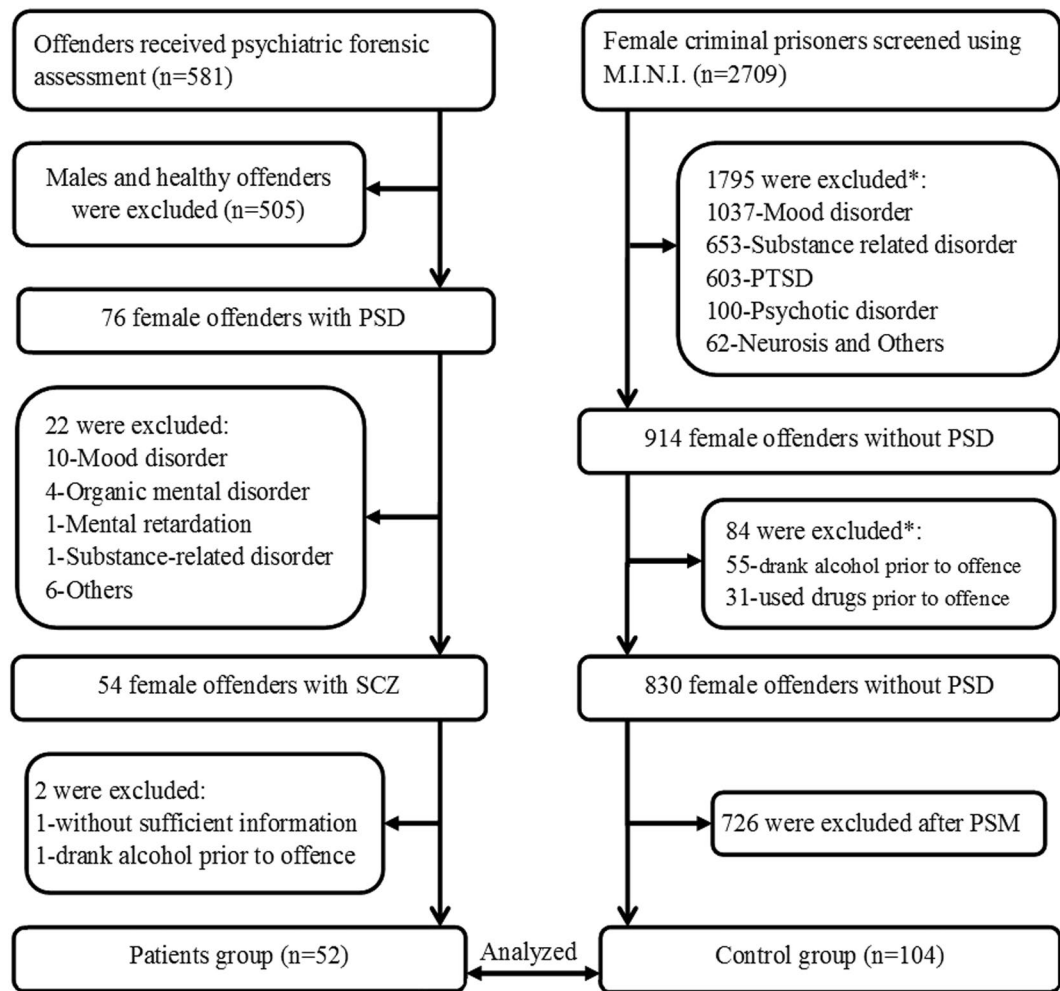 Offenders received psychiatric forensic
assessment (n=581)
Males and healthy offenders
were excluded (n=505)
76 female offenders with PSD
22 were excluded:
10-Mood disorder
4-Organic mental disorder
1-Mental retardation
1-Substance-related disorder
6-Others
54 female offenders with SCZ
2 were excluded:
1-without sufficient information
1-drank alcohol prior to offence
Patients group (n=52)
Analyzed
Female criminal prisoners screened using
M.I.N.I. (n=2709)
1795 were excluded*:
1037-Mood disorder
653-Substance related disorder
603-PTSD
100-Psychotic disorder
62-Neurosis and Others
914 female offenders without PSD
84 were excluded*:
55-drank alcohol prior to offence
31-used drugs prior to offence
830 female offenders without PSD
726 were excluded after PSM
Control group (n=104)